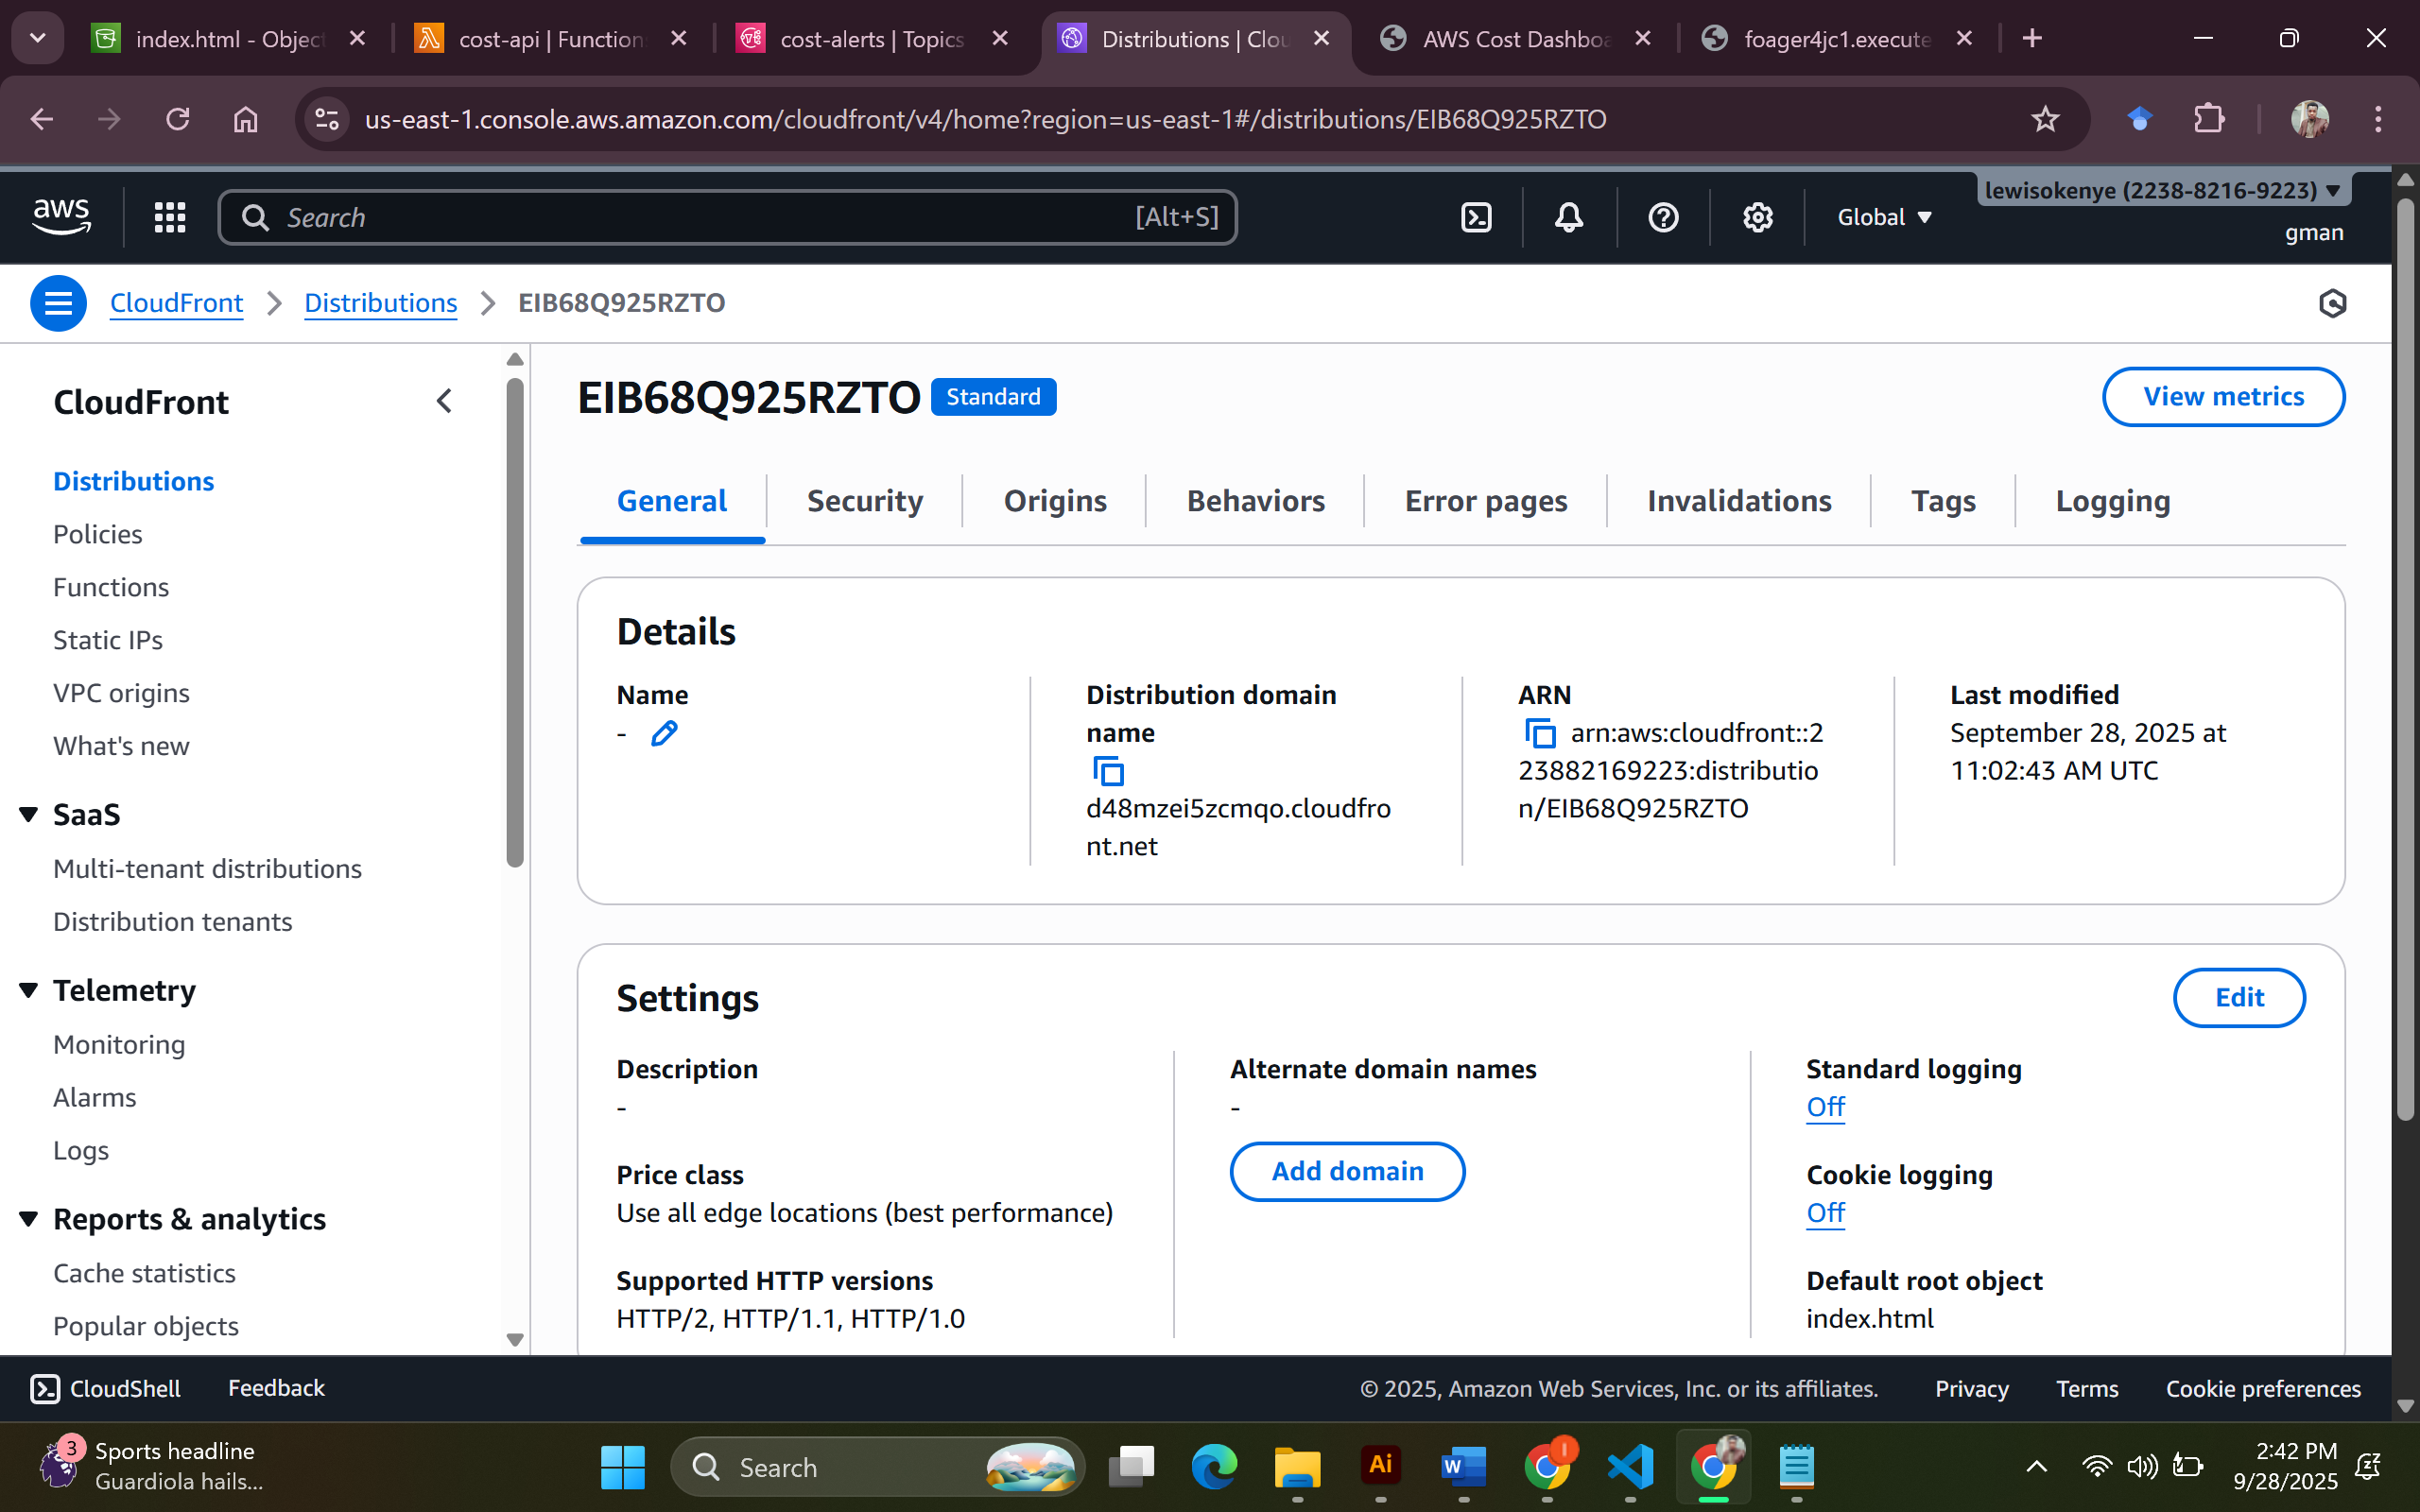 index.html - Object
cost-api | Function
cost-alerts | Topics
Distributions | Clou
AWS Cost Dashboa
foager4jc1.execute
us-east-1.console.aws.amazon.com/cloudfront/v4/home?region=us-east-1#/distributions/EIB68Q925RZTO
aws
Search
[Alt+S]
Global
lewisokenye (2238-8216-9223)
gman
CloudFront
Distributions
EIB68Q925RZTO
CloudFront
Distributions
Policies
Functions
Static IPs
VPC origins
What's new
SaaS
Multi-tenant distributions
Distribution tenants
Telemetry
Monitoring
Alarms
Logs
Reports & analytics
Cache statistics
Popular objects
EIB68Q925RZTO
Standard
View metrics
General
Security
Origins
Behaviors
Error pages
Invalidations
Tags
Logging
Details
Name
-
Distribution domain
name
d48mzei5zcmqo.cloudfro
nt.net
ARN
arn:aws:cloudfront::2
23882169223:distributio
n/EIB68Q925RZTO
Last modified
September 28, 2025 at
11:02:43 AM UTC
Settings
Edit
Description
-
Price class
Use all edge locations (best performance)
Supported HTTP versions
HTTP/2, HTTP/1.1, HTTP/1.0
Alternate domain names
-
Add domain
Standard logging
Off
Cookie logging
Off
Default root object
index.html
CloudShell
Feedback
© 2025, Amazon Web Services, Inc. or its affiliates.
Privacy
Terms
Cookie preferences
3
Sports headline
Guardiola hails...
Search
Ai
W
2:42 PM
9/28/2025